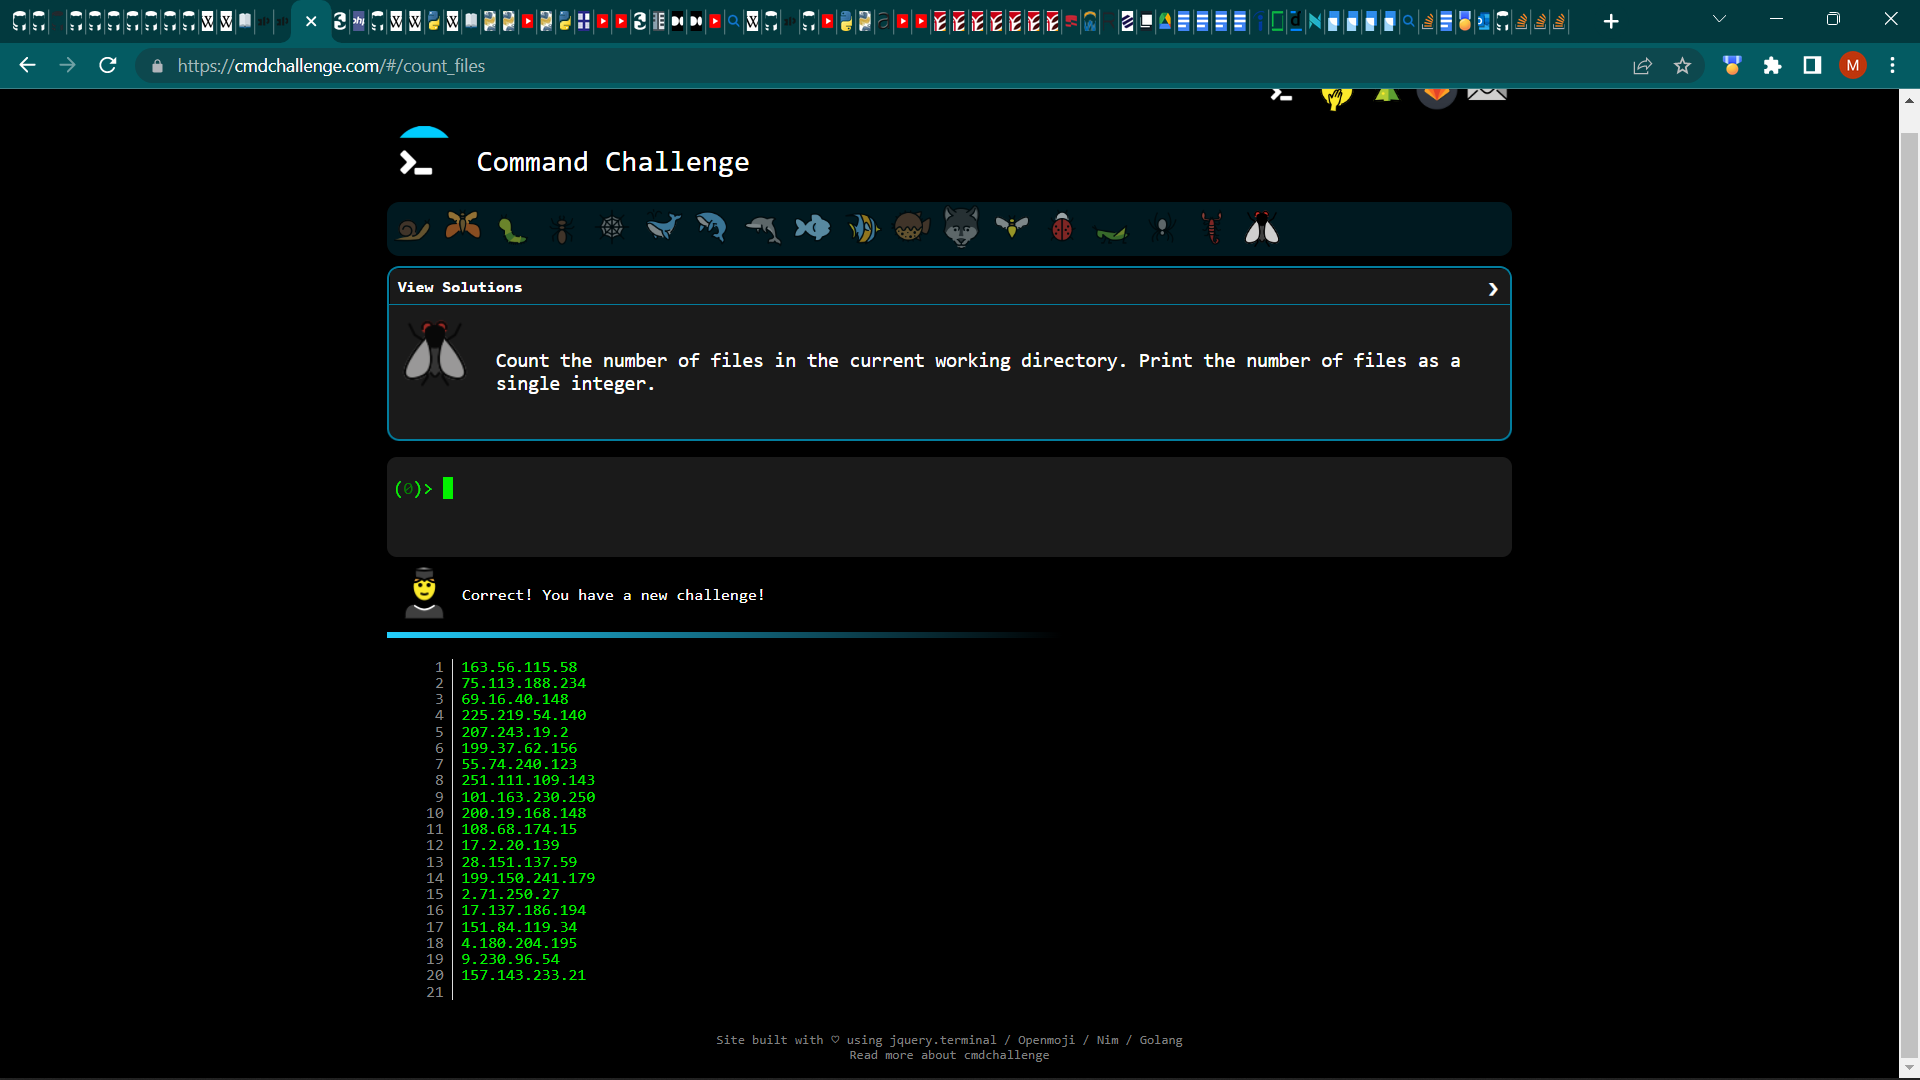 https://cmdchallenge.com/#/count_files
M
Command Challenge
View Solutions
Count the number of files in the current working directory. Print the number of files as a
single integer.
(0)>
Correct! You have a new challenge!
1 163.56.115.58
2 75.113.188.234
3 69.16.40.148
4 225.219.54.140
5 207.243.19.2
6 199.37.62.156
7 55.74.240.123
8 251.111.109.143
9 101.163.230.250
10 200.19.168.148
11 108.68.174.15
12 17.2.20.139
13 28.151.137.59
14 199.150.241.179
15 2.71.250.27
16 17.137.186.194
17 151.84.119.34
18 4.180.204.195
19 9.230.96.54
20 157.143.233.21
21
Site built with ♡ using jquery.terminal / Openmoji / Nim / Golang
Read more about cmdchallenge